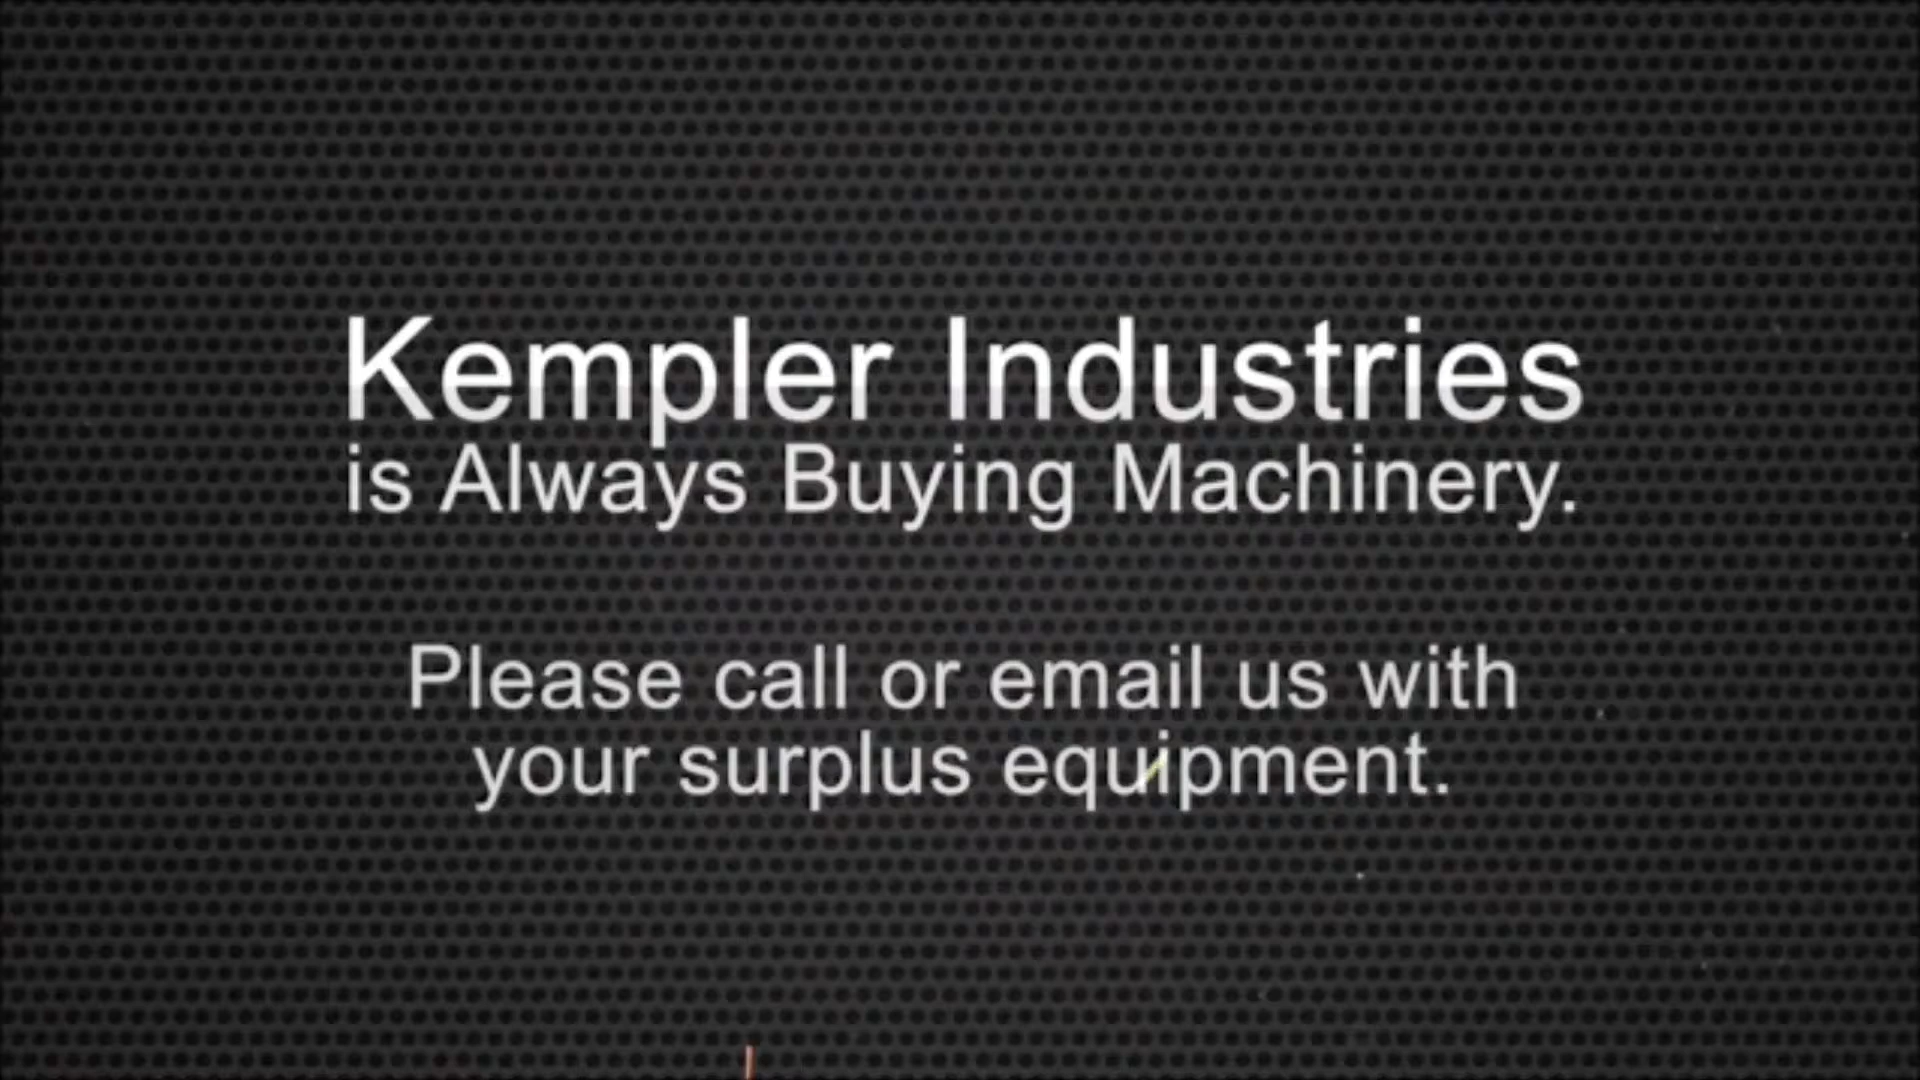 Kempler Industries
is Always Buying Machinery.
Please call or email us with
your surplus equipment.